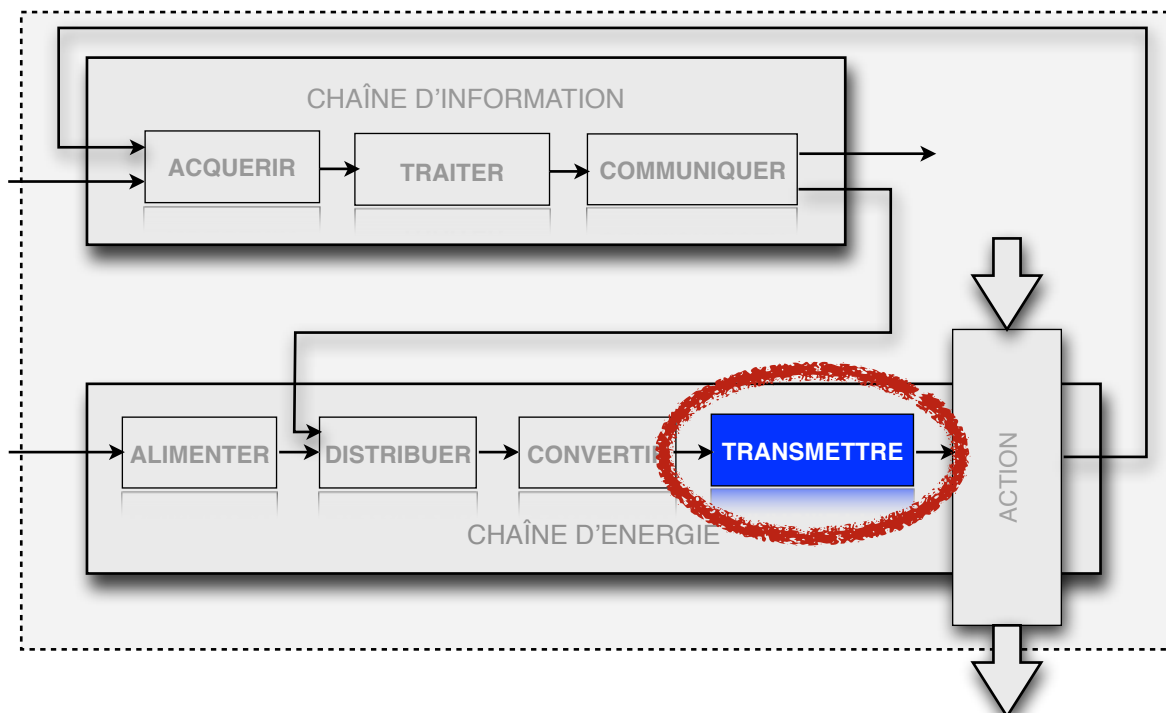 CHAÎNE D'INFORMATION
ACQUERIR
TRAITER
COMMUNIQUER
ALIMENTER
DISTRIBUER
CONVERTIR
TRANSMETTRE
ACTION
CHAÎNE D'ENERGIE